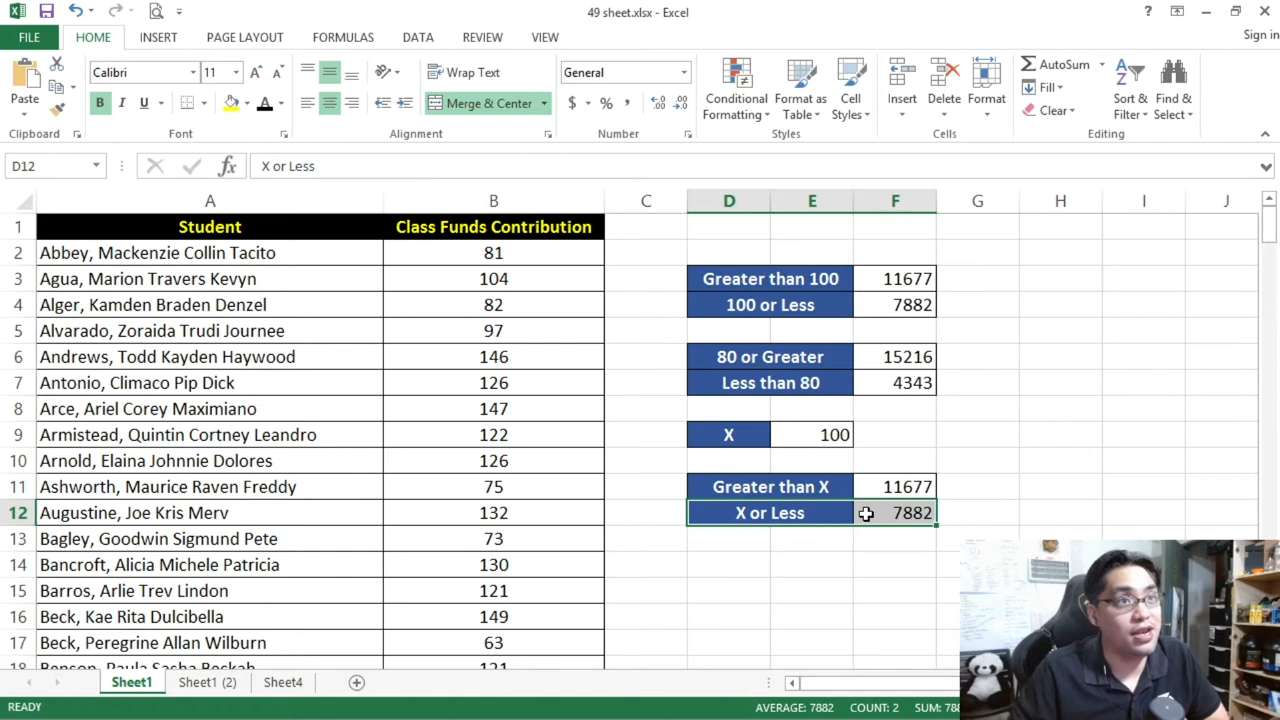 49 sheet.xlsx - Excel
Sign in
FILE HOME INSERT PAGE LAYOUT FORMULAS DATA REVIEW VIEW
Paste
Calibri 11
B I U
Wrap Text
Merge & Center
General
$ % ,
Conditional Formatting
Format as Table
Cell Styles
Insert
Delete
Format
AutoSum
Fill
Clear
Sort & Filter
Find & Select
Clipboard Font Alignment Number Styles Cells Editing
D12 fx X or Less
A B C D E F G H I J
1 Student Class Funds Contribution
2 Abbey, Mackenzie Collin Tacito 81
3 Agua, Marion Travers Kevyn 104 Greater than 100 11677
4 Alger, Kamden Braden Denzel 82 100 or Less 7882
5 Alvarado, Zoraida Trudi Journee 97
6 Andrews, Todd Kayden Haywood 146 80 or Greater 15216
7 Antonio, Climaco Pip Dick 126 Less than 80 4343
8 Arce, Ariel Corey Maximiano 147
9 Armistead, Quintin Cortney Leandro 122 X 100
10 Arnold, Elaina Johnnie Dolores 126
11 Ashworth, Maurice Raven Freddy 75 Greater than X 11677
12 Augustine, Joe Kris Merv 132 X or Less 7882
13 Bagley, Goodwin Sigmund Pete 73
14 Bancroft, Alicia Michele Patricia 130
15 Barros, Arlie Trev Lindon 121
16 Beck, Kae Rita Dulcibella 149
17 Beck, Peregrine Allan Wilburn 63
18 Benson, Paula Sasha Beckah 121
Sheet1 Sheet1 (2) Sheet4
READY AVERAGE: 7882 COUNT: 2 SUM: 788